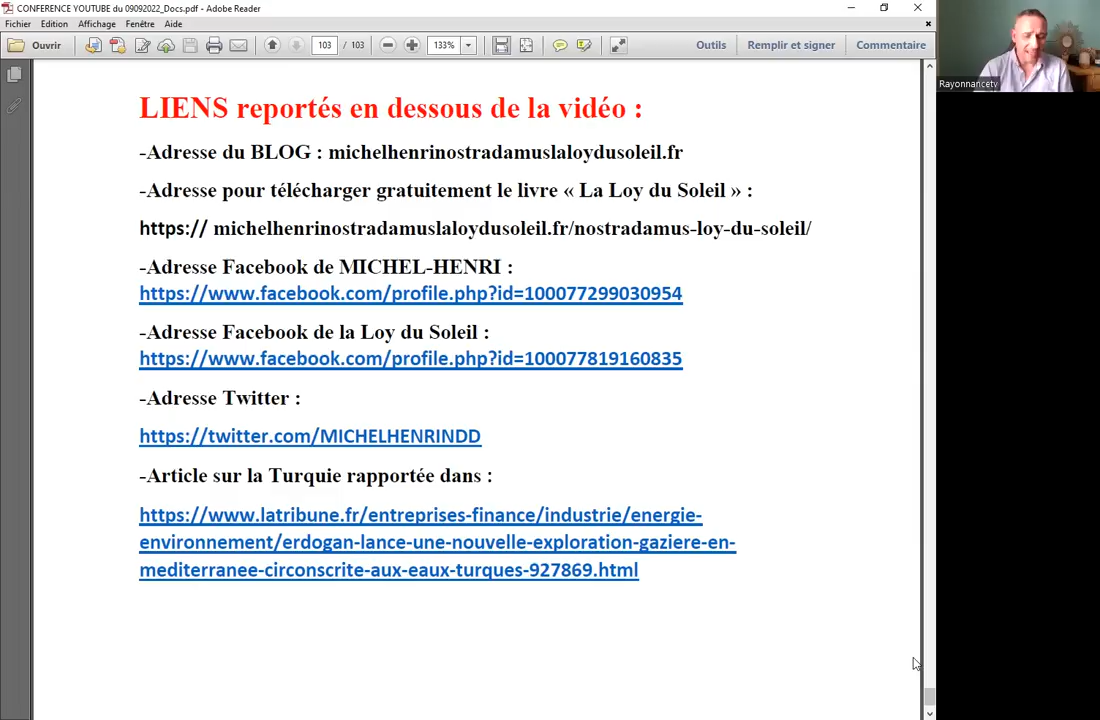 CONFERENCE YOUTUBE du 09092022_Docs.pdf - Adobe Reader
Fichier Edition Affichage Fenêtre Aide
Ouvrir 103 / 103 133% Outils Remplir et signer Commentaire
Rayonnancetv
LIENS reportés en dessous de la vidéo :
-Adresse du BLOG : michelhenrinostradamuslaloydusoleil.fr
-Adresse pour télécharger gratuitement le livre « La Loy du Soleil » :
https:// michelhenrinostradamuslaloydusoleil.fr/nostradamus-loy-du-soleil/
-Adresse Facebook de MICHEL-HENRI :
https://www.facebook.com/profile.php?id=100077299030954
-Adresse Facebook de la Loy du Soleil :
https://www.facebook.com/profile.php?id=100077819160835
-Adresse Twitter :
https://twitter.com/MICHELHENRINDD
-Article sur la Turquie rapportée dans :
https://www.latribune.fr/entreprises-finance/industrie/energie-
environnement/erdogan-lance-une-nouvelle-exploration-gaziere-en-
mediterranee-circonscrite-aux-eaux-turques-927869.html